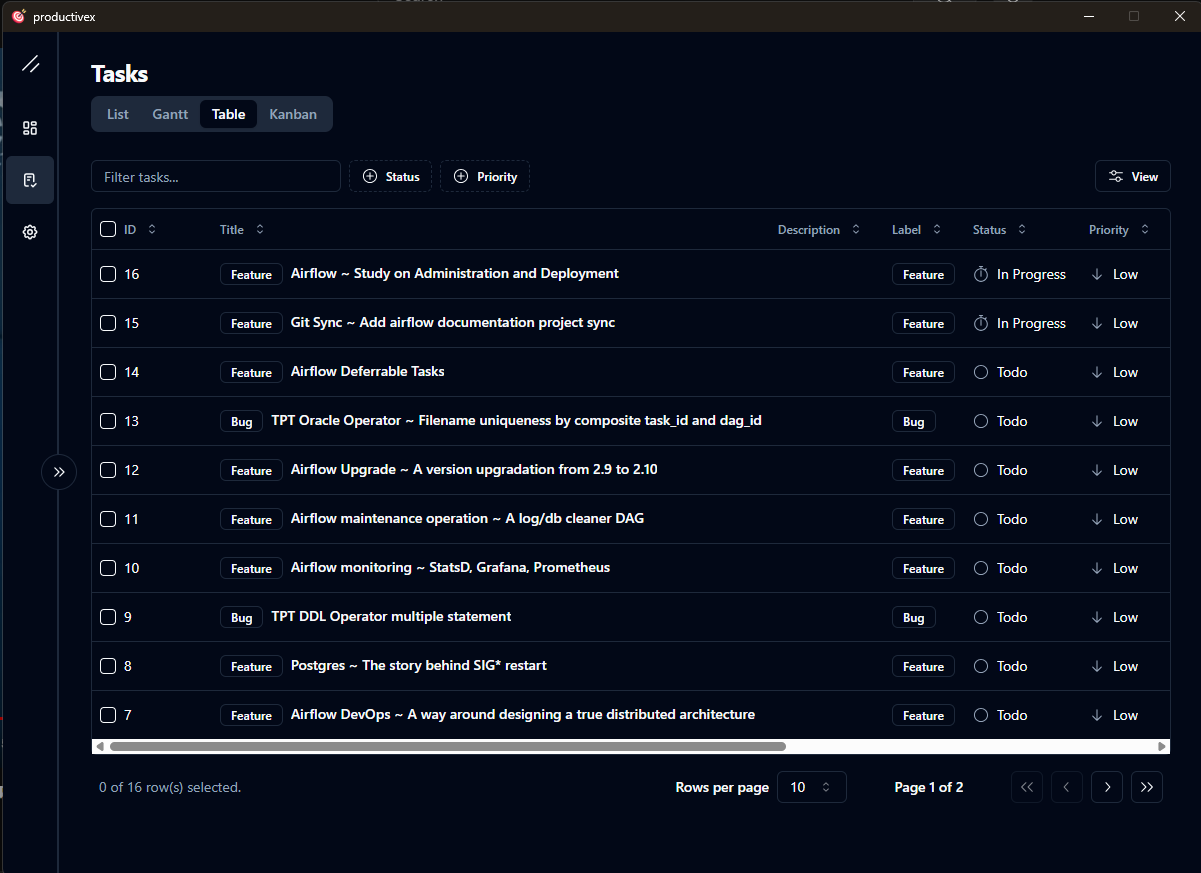 productivex
Tasks
List Gantt Table Kanban
Filter tasks... Status Priority View
ID Title Description Label Status Priority
16 Feature Airflow ~ Study on Administration and Deployment Feature In Progress Low
15 Feature Git Sync ~ Add airflow documentation project sync Feature In Progress Low
14 Feature Airflow Deferrable Tasks Feature Todo Low
13 Bug TPT Oracle Operator ~ Filename uniqueness by composite task_id and dag_id Bug Todo Low
12 Feature Airflow Upgrade ~ A version upgradation from 2.9 to 2.10 Feature Todo Low
11 Feature Airflow maintenance operation ~ A log/db cleaner DAG Feature Todo Low
10 Feature Airflow monitoring ~ StatsD, Grafana, Prometheus Feature Todo Low
9 Bug TPT DDL Operator multiple statement Bug Todo Low
8 Feature Postgres ~ The story behind SIG* restart Feature Todo Low
7 Feature Airflow DevOps ~ A way around designing a true distributed architecture Feature Todo Low
0 of 16 row(s) selected. Rows per page 10 Page 1 of 2